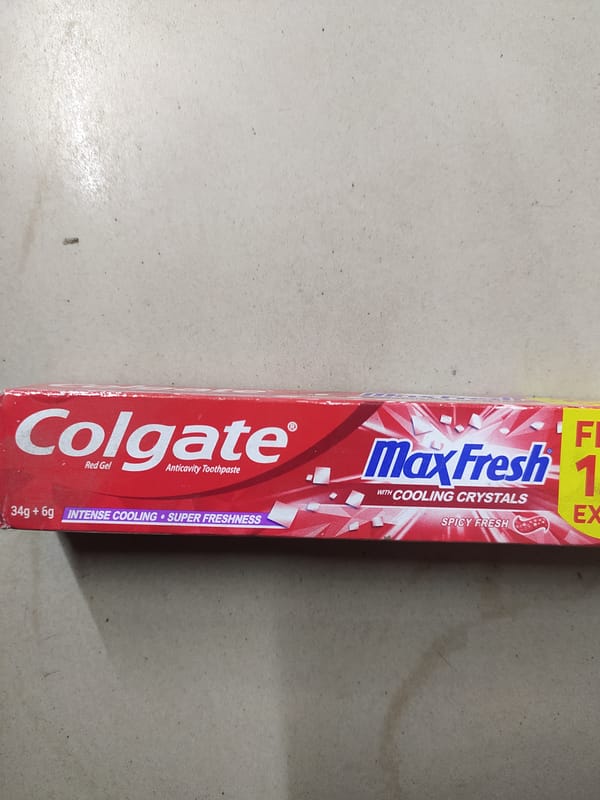 Colgate®
Red Gel Anticavity Toothpaste
34g + 6g
INTENSE COOLING • SUPER FRESHNESS
MaxFresh
WITH COOLING CRYSTALS
SPICY FRESH